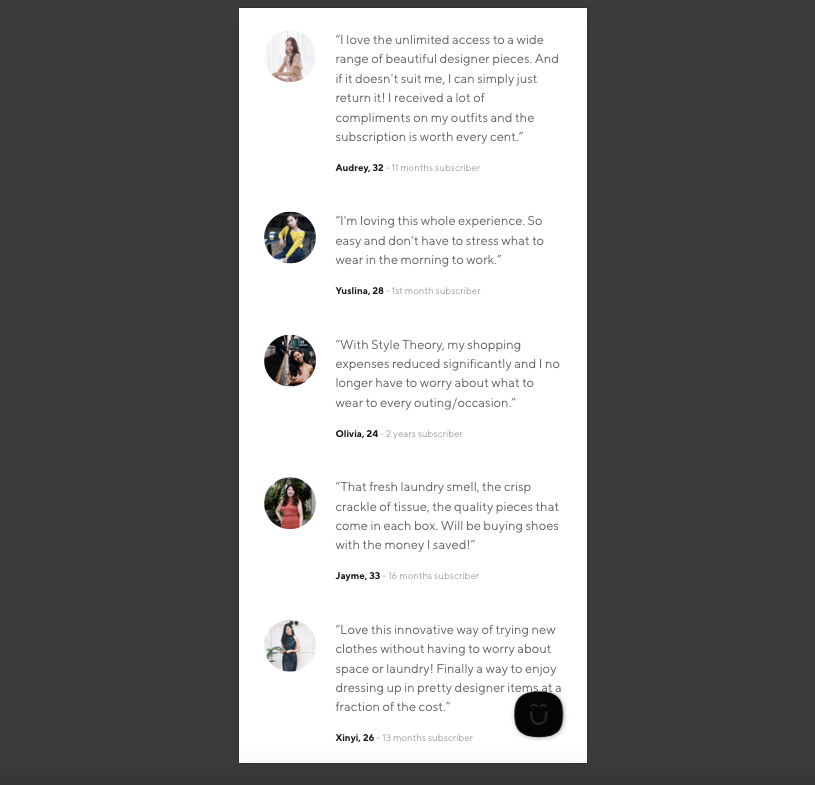 “I love the unlimited access to a wide
range of beautiful designer pieces. And
if it doesn't suit me, I can simply just
return it! I received a lot of
compliments on my outfits and the
subscription is worth every cent.”
Audrey, 32 - 11 months subscriber
“I'm loving this whole experience. So
easy and don't have to stress what to
wear in the morning to work.”
Yuslina, 28 - 1st month subscriber
“With Style Theory, my shopping
expenses reduced significantly and I no
longer have to worry about what to
wear to every outing/occasion.”
Olivia, 24 - 2 years subscriber
“That fresh laundry smell, the crisp
crackle of tissue, the quality pieces that
come in each box. Will be buying shoes
with the money I saved!”
Jayme, 33 - 16 months subscriber
“Love this innovative way of trying new
clothes without having to worry about
space or laundry! Finally a way to enjoy
dressing up in pretty designer items at a
fraction of the cost.”
Xinyi, 26 - 13 months subscriber